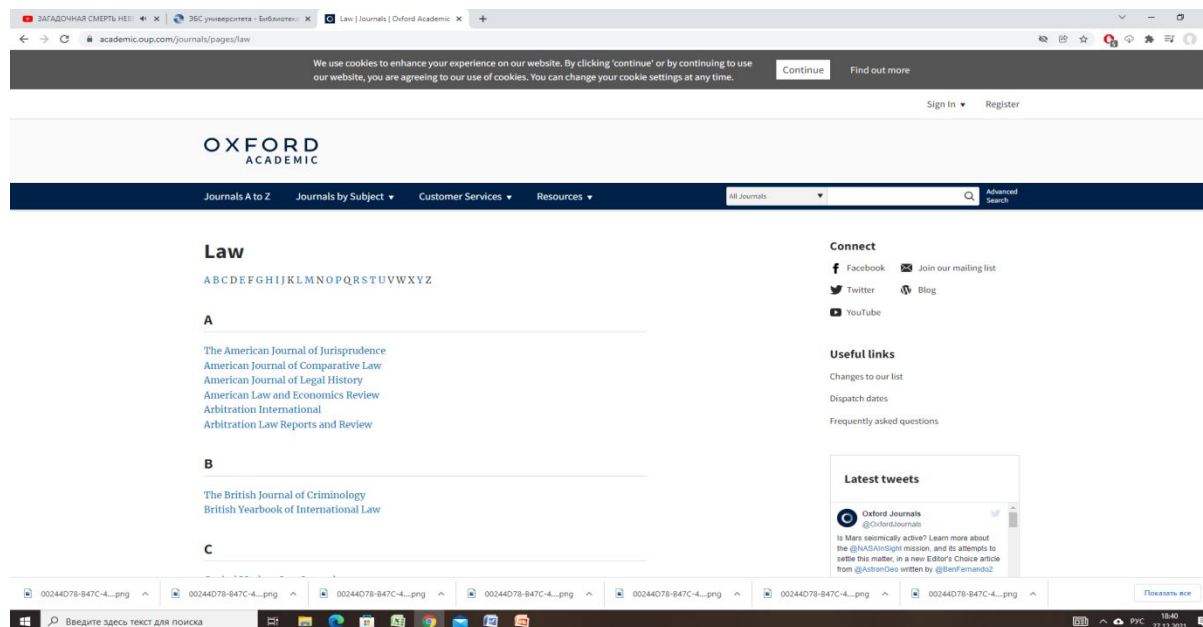 ЗАГАДОЧНАЯ СМЕРТЬ НЕВ
ЭБС университета - Библиотек
Law | Journals | Oxford Academic
academic.oup.com/journals/pages/law
We use cookies to enhance your experience on our website. By clicking 'continue' or by continuing to use
our website, you are agreeing to our use of cookies. You can change your cookie settings at any time.
Continue
Find out more
Sign In
Register
OXFORD
ACADEMIC
Journals A to Z
Journals by Subject
Customer Services
Resources
All Journals
Advanced
Search
Law
A B C D E F G H I J K L M N O P Q R S T U V W X Y Z
A
The American Journal of Jurisprudence
American Journal of Comparative Law
American Journal of Legal History
American Law and Economics Review
Arbitration International
Arbitration Law Reports and Review
B
The British Journal of Criminology
British Yearbook of International Law
C
Connect
Facebook
Join our mailing list
Twitter
Blog
YouTube
Useful links
Changes to our list
Dispatch dates
Frequently asked questions
Latest tweets
Oxford Journals
@OxfordJournals
Is Mars seismically active? Learn more about
the @NASAInSight mission, and its attempts to
settle this matter, in a new Editor's Choice article
from @AstronGeo written by @BenFernando2
00244D78-B47C-4....png
00244D78-B47C-4....png
00244D78-B47C-4....png
00244D78-B47C-4....png
00244D78-B47C-4....png
00244D78-B47C-4....png
00244D78-B47C-4....png
Показать все
Введите здесь текст для поиска
РУС
18:40
27.12.2021